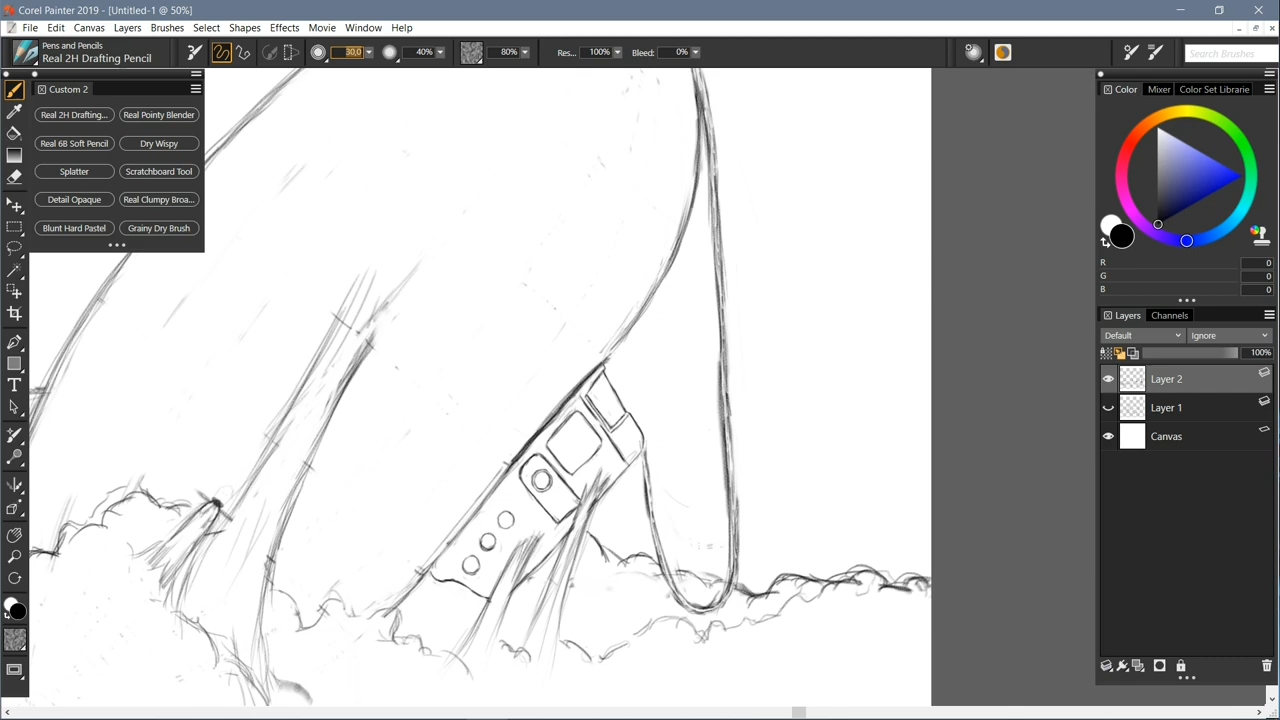 Corel Painter 2019 - [Untitled-1 @ 50%]
File Edit Canvas Layers Brushes Select Shapes Effects Movie Window Help
Pens and Pencils
Real 2H Drafting Pencil
30,0 40% 80% Res... 100% Bleed: 0% Search Brushes
Custom 2
Real 2H Drafting... Real Pointy Blender
Real 6B Soft Pencil Dry Wispy
Splatter Scratchboard Tool
Detail Opaque Real Clumpy Broa...
Blunt Hard Pastel Grainy Dry Brush
Color Mixer Color Set Librarie
R 0
G 0
B 0
Layers Channels
Default Ignore
100%
Layer 2
Layer 1
Canvas